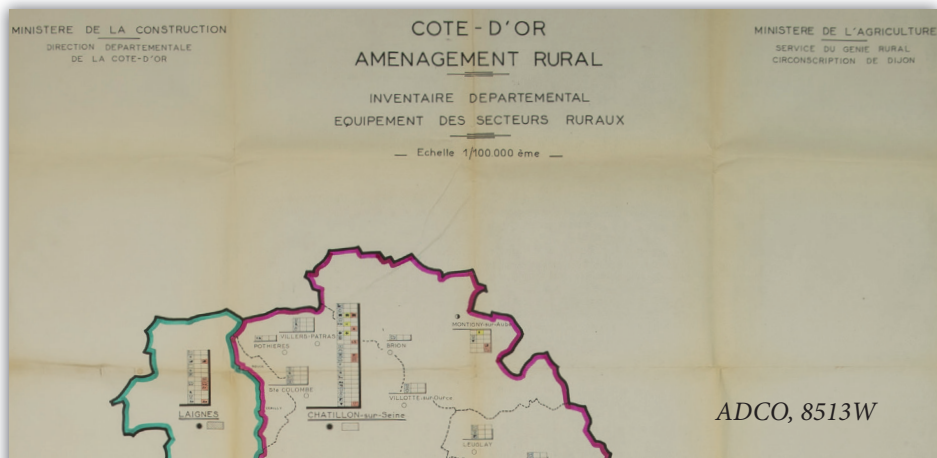 MINISTERE DE LA CONSTRUCTION
DIRECTION DEPARTEMENTALE
DE LA COTE-D'OR
COTE-D'OR
AMENAGEMENT RURAL
INVENTAIRE DEPARTEMENTAL
EQUIPEMENT DES SECTEURS RURAUX
— Echelle 1/100.000 ème —
MINISTERE DE L'AGRICULTURE
SERVICE DU GENIE RURAL
CIRCONSCRIPTION DE DIJON
MONTIGNY-sur-Aube
VILLERS-PATRAS
POTHIERES
BRION
Ste COLOMBE
VILLOTTE-sur-Ource
LAIGNES
CHATILLON-sur-Seine
LEUGLAY
ADCO, 8513W